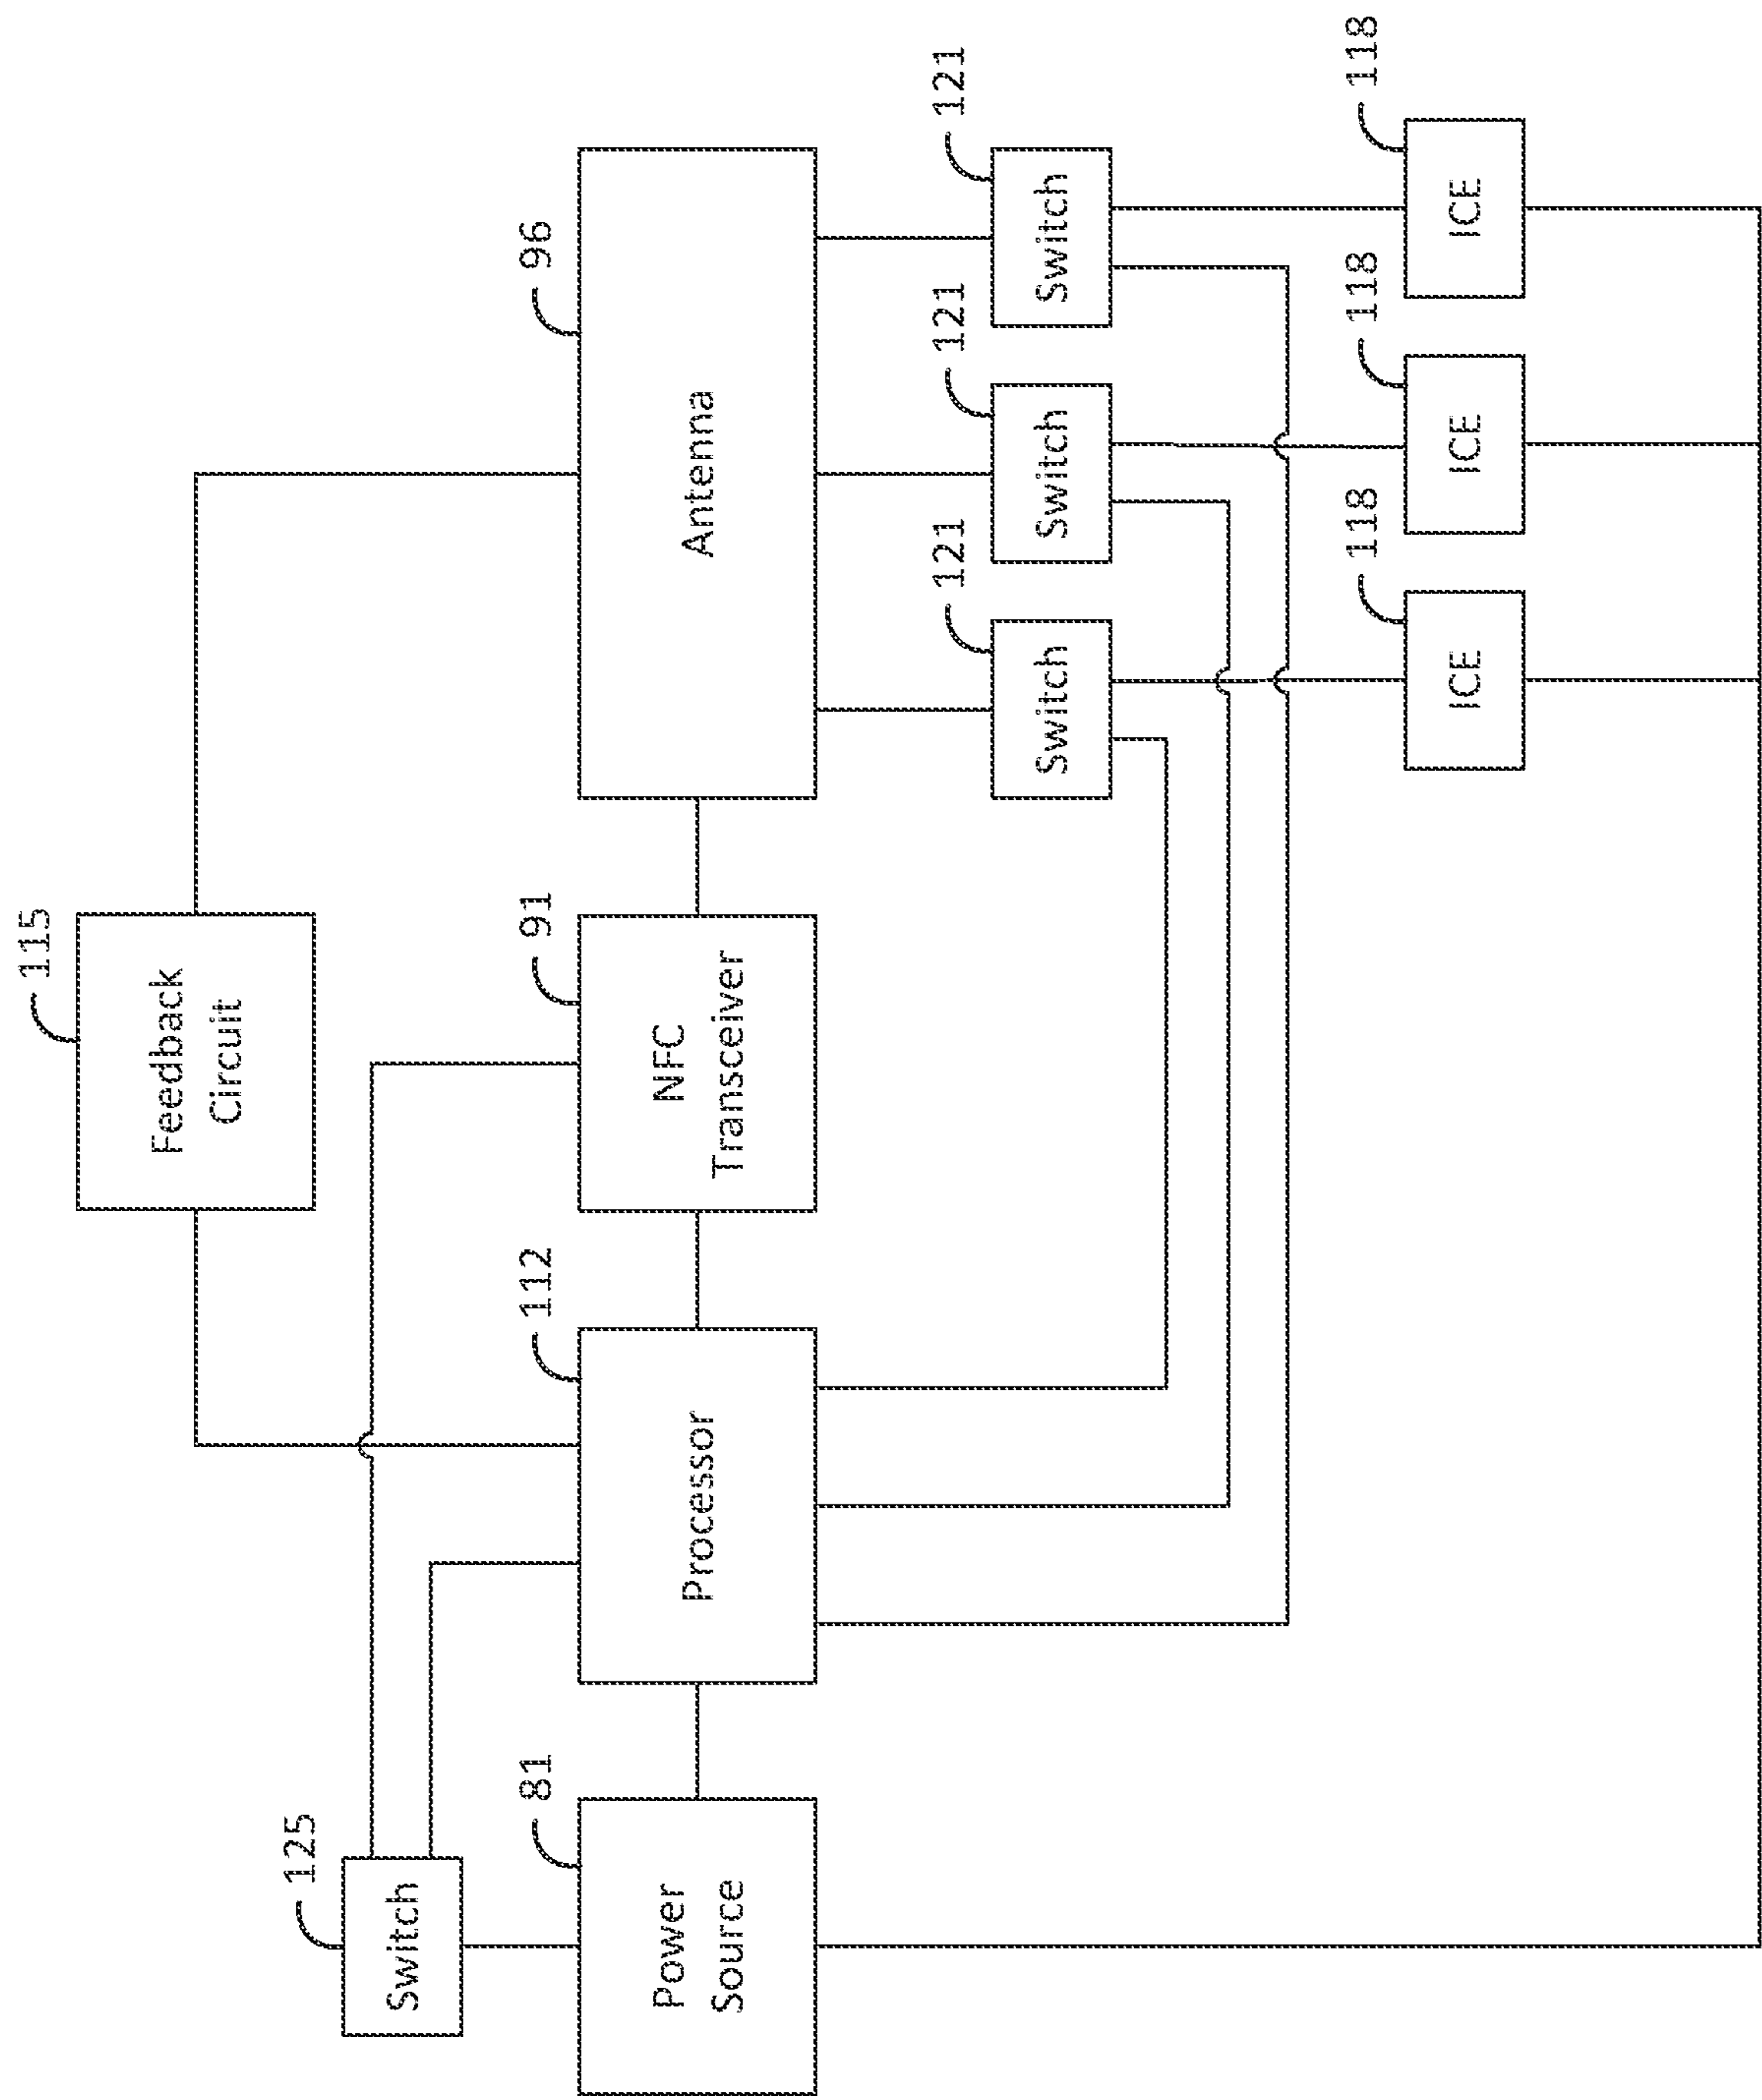 115
Feedback
Circuit
125
Switch
81
Power
Source
112
Processor
91
NFC
Transceiver
96
Antenna
121
Switch
121
Switch
121
Switch
118
ICE
118
ICE
118
ICE